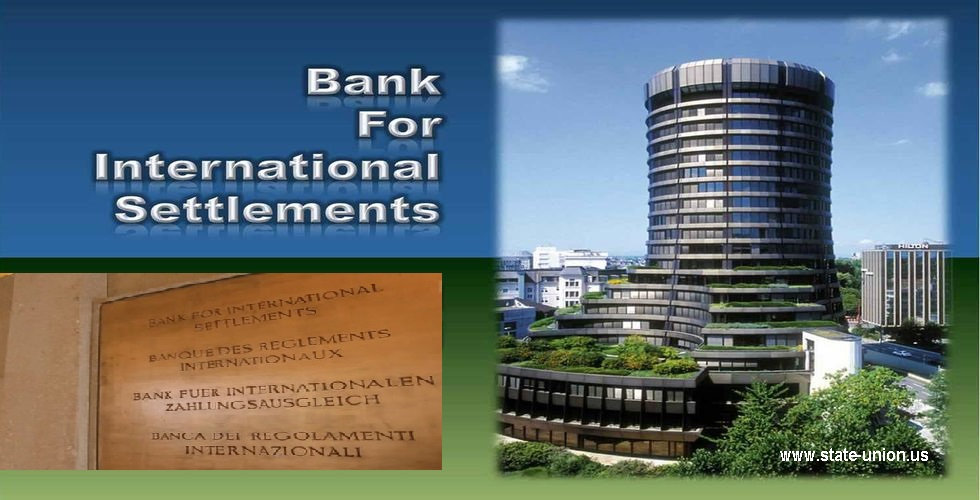 Bank
For
International
Settlements
BANK FOR INTERNATIONAL
SETTLEMENTS
BANQUE DES REGLEMENTS
INTERNATIONAUX
BANK FUER INTERNATIONALEN
ZAHLUNGSAUSGLEICH
BANCA DEI REGOLAMENTI
INTERNAZIONALI
HILTON
www.state-union.us